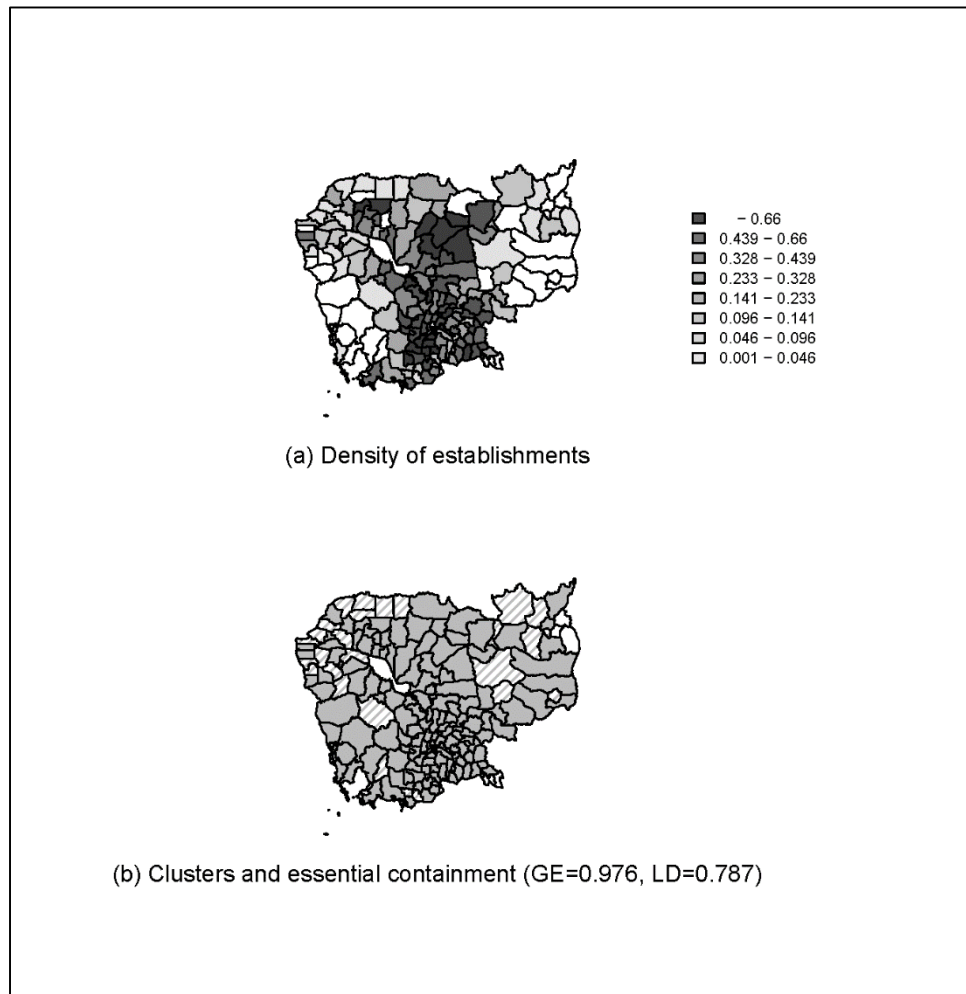 − 0.66
0.439 − 0.66
0.328 − 0.439
0.233 − 0.328
0.141 − 0.233
0.096 − 0.141
0.046 − 0.096
0.001 − 0.046
(a) Density of establishments
(b) Clusters and essential containment (GE=0.976, LD=0.787)